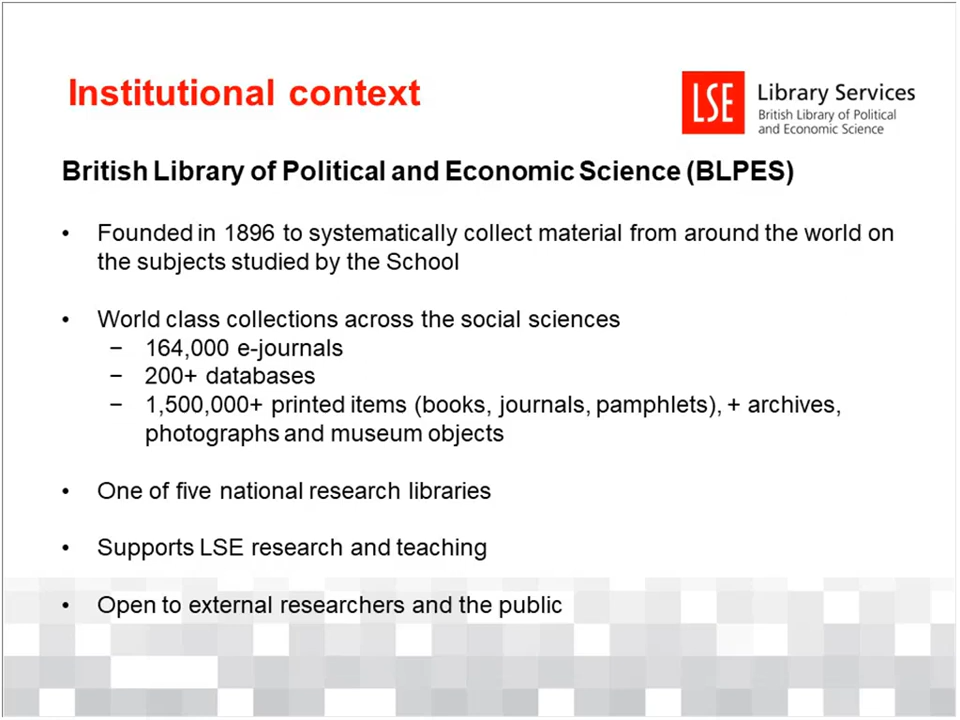 Institutional context
LSE
Library Services
British Library of Political
and Economic Science
British Library of Political and Economic Science (BLPES)
• Founded in 1896 to systematically collect material from around the world on
the subjects studied by the School
• World class collections across the social sciences
− 164,000 e-journals
− 200+ databases
− 1,500,000+ printed items (books, journals, pamphlets), + archives,
photographs and museum objects
• One of five national research libraries
• Supports LSE research and teaching
• Open to external researchers and the public